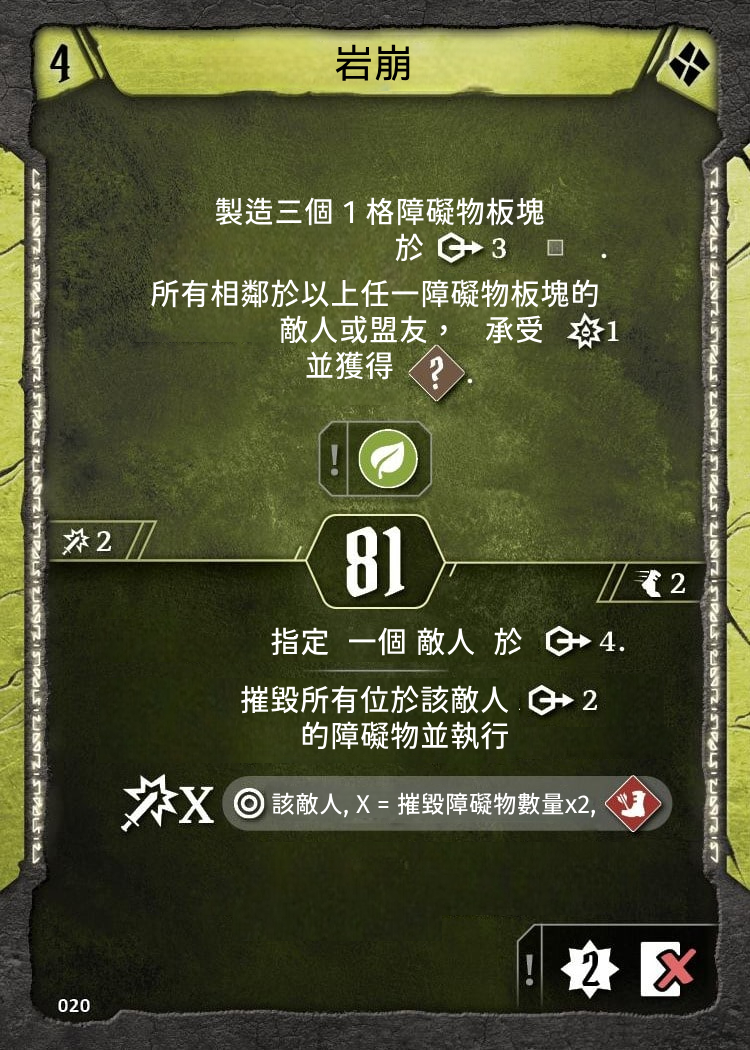 4
岩崩
製造三個 1 格障礙物板塊
於 3 .
所有相鄰於以上任一障礙物板塊的
敵人或盟友， 承受 1
並獲得 ? .
!
2
81
2
指定 一個 敵人 於 4.
摧毀所有位於該敵人 2
的障礙物並執行
X 該敵人, X = 摧毀障礙物數量x2,
! 2
020